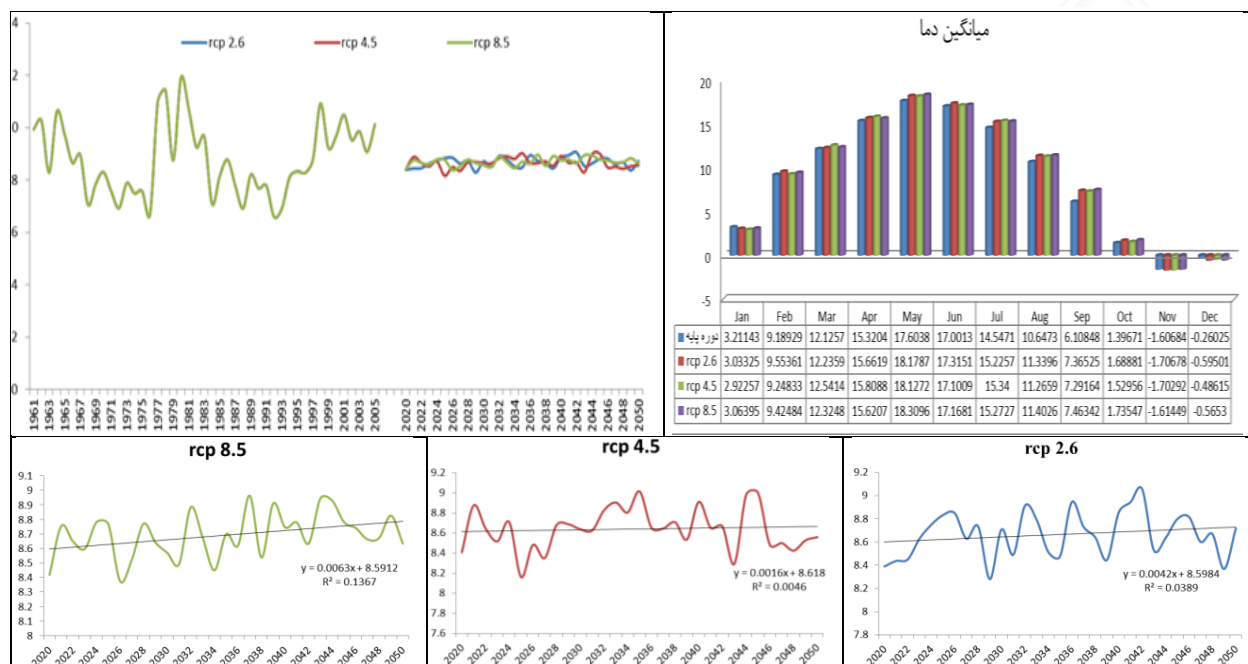 rcp 2.6 rcp 4.5 rcp 8.5
4
2
0
8
6
4
2
0
1961 1963 1965 1967 1969 1971 1973 1975 1977 1979 1981 1983 1985 1987 1989 1991 1993 1995 1997 1999 2001 2003 2005 2020 2022 2024 2026 2028 2030 2032 2034 2036 2038 2040 2042 2044 2046 2048 2050
میانگین دما
20
15
10
5
0
-5
Jan Feb Mar Apr May Jun Jul Aug Sep Oct Nov Dec
دوره پایه 3.21143 9.18929 12.1257 15.3204 17.6038 17.0013 14.5471 10.6473 6.10848 1.39671 -1.60684 -0.26025
rcp 2.6 3.03325 9.55361 12.2359 15.6619 18.1787 17.3151 15.2257 11.3396 7.36525 1.68881 -1.70678 -0.59501
rcp 4.5 2.92257 9.24833 12.5414 15.8088 18.1272 17.1009 15.34 11.2659 7.29164 1.52956 -1.70292 -0.48615
rcp 8.5 3.06395 9.42484 12.3248 15.6207 18.3096 17.1681 15.2727 11.4026 7.46342 1.73547 -1.61449 -0.5653
rcp 8.5
9.1
9
8.9
8.8
8.7
8.6
8.5
8.4
8.3
8.2
8.1
8
y = 0.0063x + 8.5912
R² = 0.1367
2020 2022 2024 2026 2028 2030 2032 2034 2036 2038 2040 2042 2044 2046 2048 2050
rcp 4.5
9.2
9
8.8
8.6
8.4
8.2
8
7.8
7.6
y = 0.0016x + 8.618
R² = 0.0046
2020 2022 2024 2026 2028 2030 2032 2034 2036 2038 2040 2042 2044 2046 2048 2050
rcp 2.6
9.2
9
8.8
8.6
8.4
8.2
8
7.8
y = 0.0042x + 8.5984
R² = 0.0389
2020 2022 2024 2026 2028 2030 2032 2034 2036 2038 2040 2042 2044 2046 2048 2050